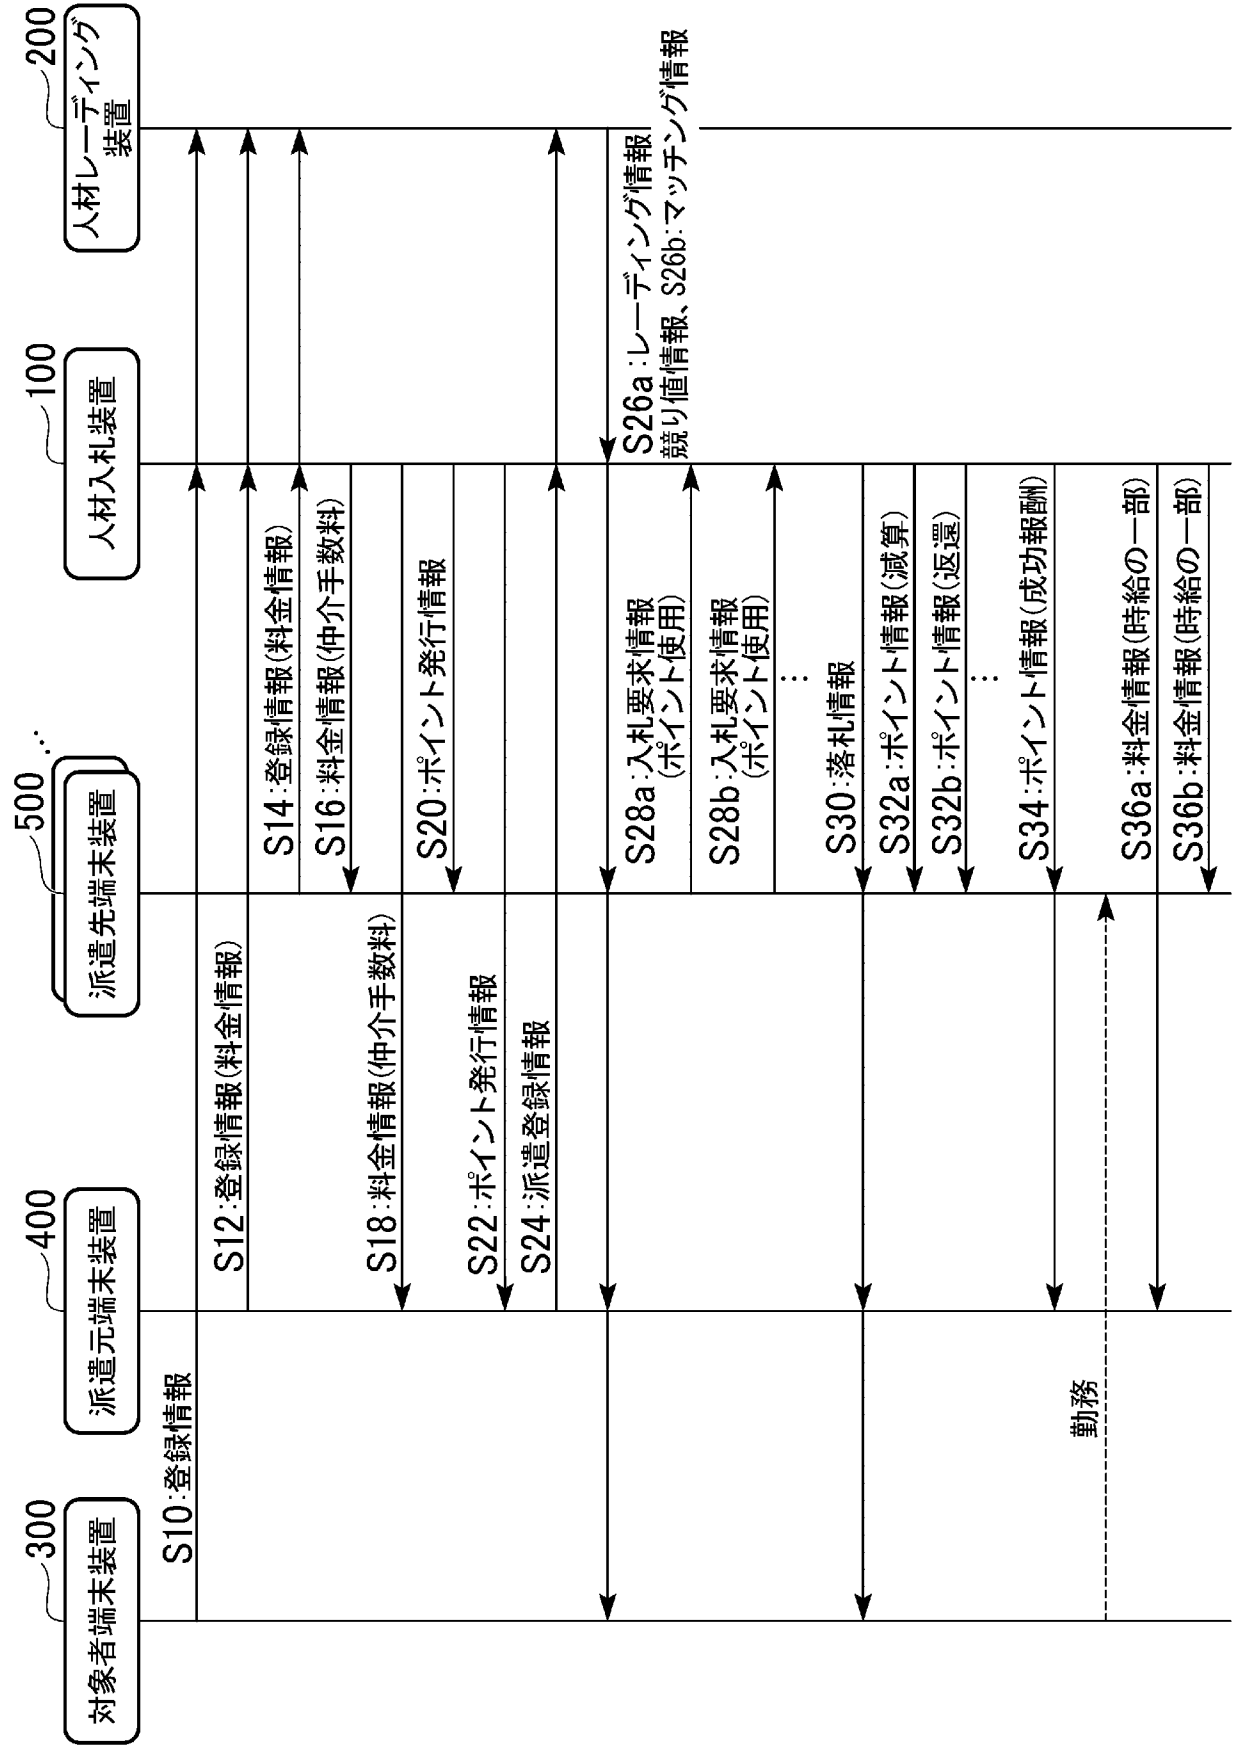 300
対象者端末装置
400
派遣元端末装置
500
派遣先端末装置
…
100
人材入札装置
200
人材レーディング
装置
S10:登録情報
S12:登録情報(料金情報)
S14:登録情報(料金情報)
S16:料金情報(仲介手数料)
S18:料金情報(仲介手数料)
S20:ポイント発行情報
S22:ポイント発行情報
S24:派遣登録情報
S26a:レーディング情報
競り値情報、S26b:マッチング情報
S28a:入札要求情報
(ポイント使用)
S28b:入札要求情報
(ポイント使用)
…
S30:落札情報
S32a:ポイント情報(減算)
S32b:ポイント情報(返還)
…
S34:ポイント情報(成功報酬)
勤務
S36a:料金情報(時給の一部)
S36b:料金情報(時給の一部)